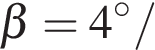 β = 4° /